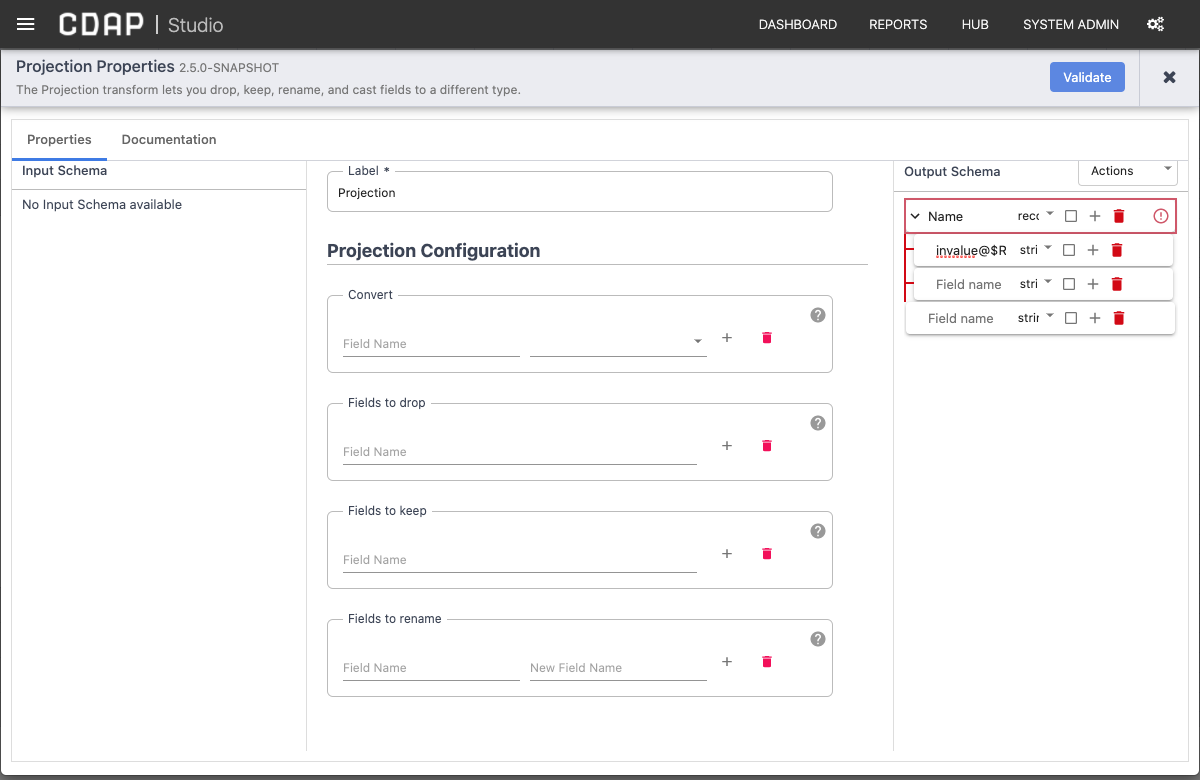 CDAP | Studio
DASHBOARD
REPORTS
HUB
SYSTEM ADMIN
Projection Properties 2.5.0-SNAPSHOT
The Projection transform lets you drop, keep, rename, and cast fields to a different type.
Validate
Properties
Documentation
Input Schema
No Input Schema available
Label *
Projection
Projection Configuration
Convert
Field Name
Fields to drop
Field Name
Fields to keep
Field Name
Fields to rename
Field Name
New Field Name
Output Schema
Actions
Name reco
invalue@$R stri
Field name stri
Field name strin